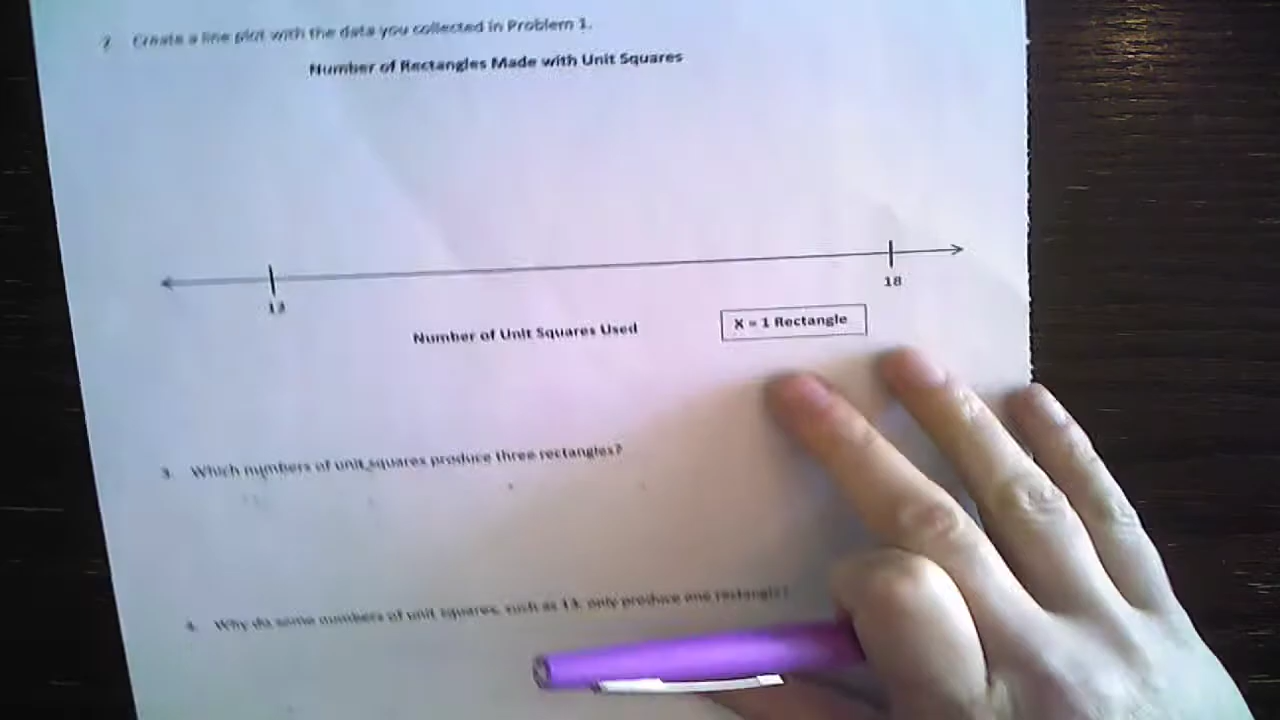 2. Create a line plot with the data you collected in Problem 1.
Number of Rectangles Made with Unit Squares
18
Number of Unit Squares Used
X = 1 Rectangle
3. Which numbers of unit squares produce three rectangles?
4. Why do some numbers of unit squares, such as 13, only produce one rectangle?